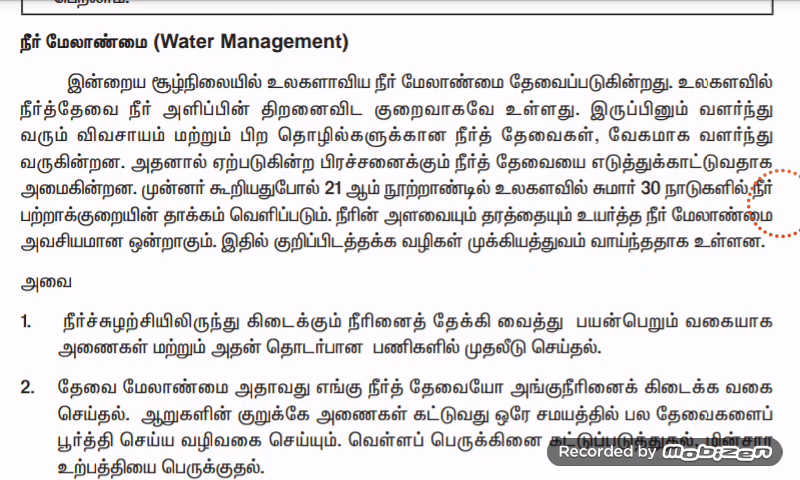 பெறலாம்.
நீர் மேலாண்மை (Water Management)
இன்றைய சூழ்நிலையில் உலகளாவிய நீர் மேலாண்மை தேவைப்படுகின்றது. உலகளவில்
நீர்த்தேவை நீர் அளிப்பின் திறனைவிட குறைவாகவே உள்ளது. இருப்பினும் வளர்ந்து
வரும் விவசாயம் மற்றும் பிற தொழில்களுக்கான நீர்த் தேவைகள், வேகமாக வளர்ந்து
வருகின்றன. அதனால் ஏற்படுகின்ற பிரச்சனைக்கும் நீர்த் தேவையை எடுத்துக்காட்டுவதாக
அமைகின்றன. முன்னர் கூறியதுபோல் 21 ஆம் நூற்றாண்டில் உலகளவில் சுமார் 30 நாடுகளில் நீர்
பற்றாக்குறையின் தாக்கம் வெளிப்படும். நீரின் அளவையும் தரத்தையும் உயர்த்த நீர் மேலாண்மை
அவசியமான ஒன்றாகும். இதில் குறிப்பிடத்தக்க வழிகள் முக்கியத்துவம் வாய்ந்ததாக உள்ளன.
அவை
1. நீர்ச்சுழற்சியிலிருந்து கிடைக்கும் நீரினைத் தேக்கி வைத்து பயன்பெறும் வகையாக
அணைகள் மற்றும் அதன் தொடர்பான பணிகளில் முதலீடு செய்தல்.
2. தேவை மேலாண்மை அதாவது எங்கு நீர்த் தேவையோ அங்குநீரினைக் கிடைக்க வகை
செய்தல். ஆறுகளின் குறுக்கே அணைகள் கட்டுவது ஒரே சமயத்தில் பல தேவைகளைப்
பூர்த்தி செய்ய வழிவகை செய்யும். வெள்ளப் பெருக்கினை கட்டுப்படுத்துதல், மின்சார
உற்பத்தியை பெருக்குதல்.
Recorded by mobizen